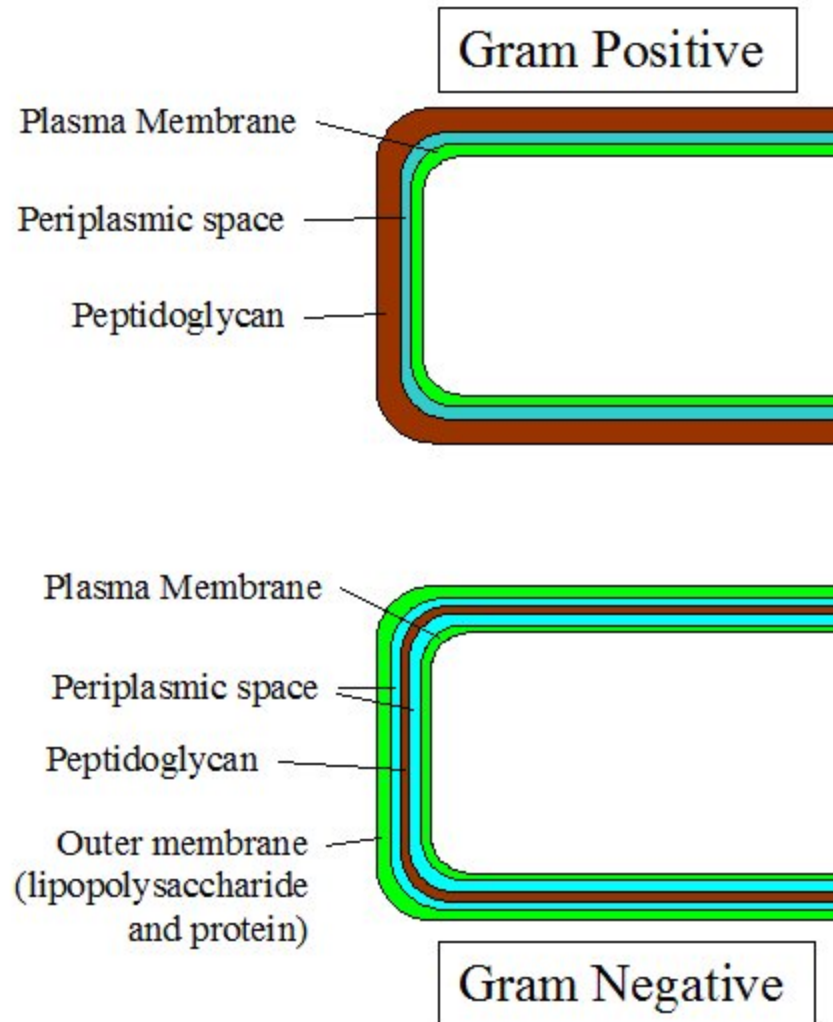 Gram Positive
Plasma Membrane
Periplasmic space
Peptidoglycan
Plasma Membrane
Periplasmic space
Peptidoglycan
Outer membrane
(lipopolysaccharide
and protein)
Gram Negative